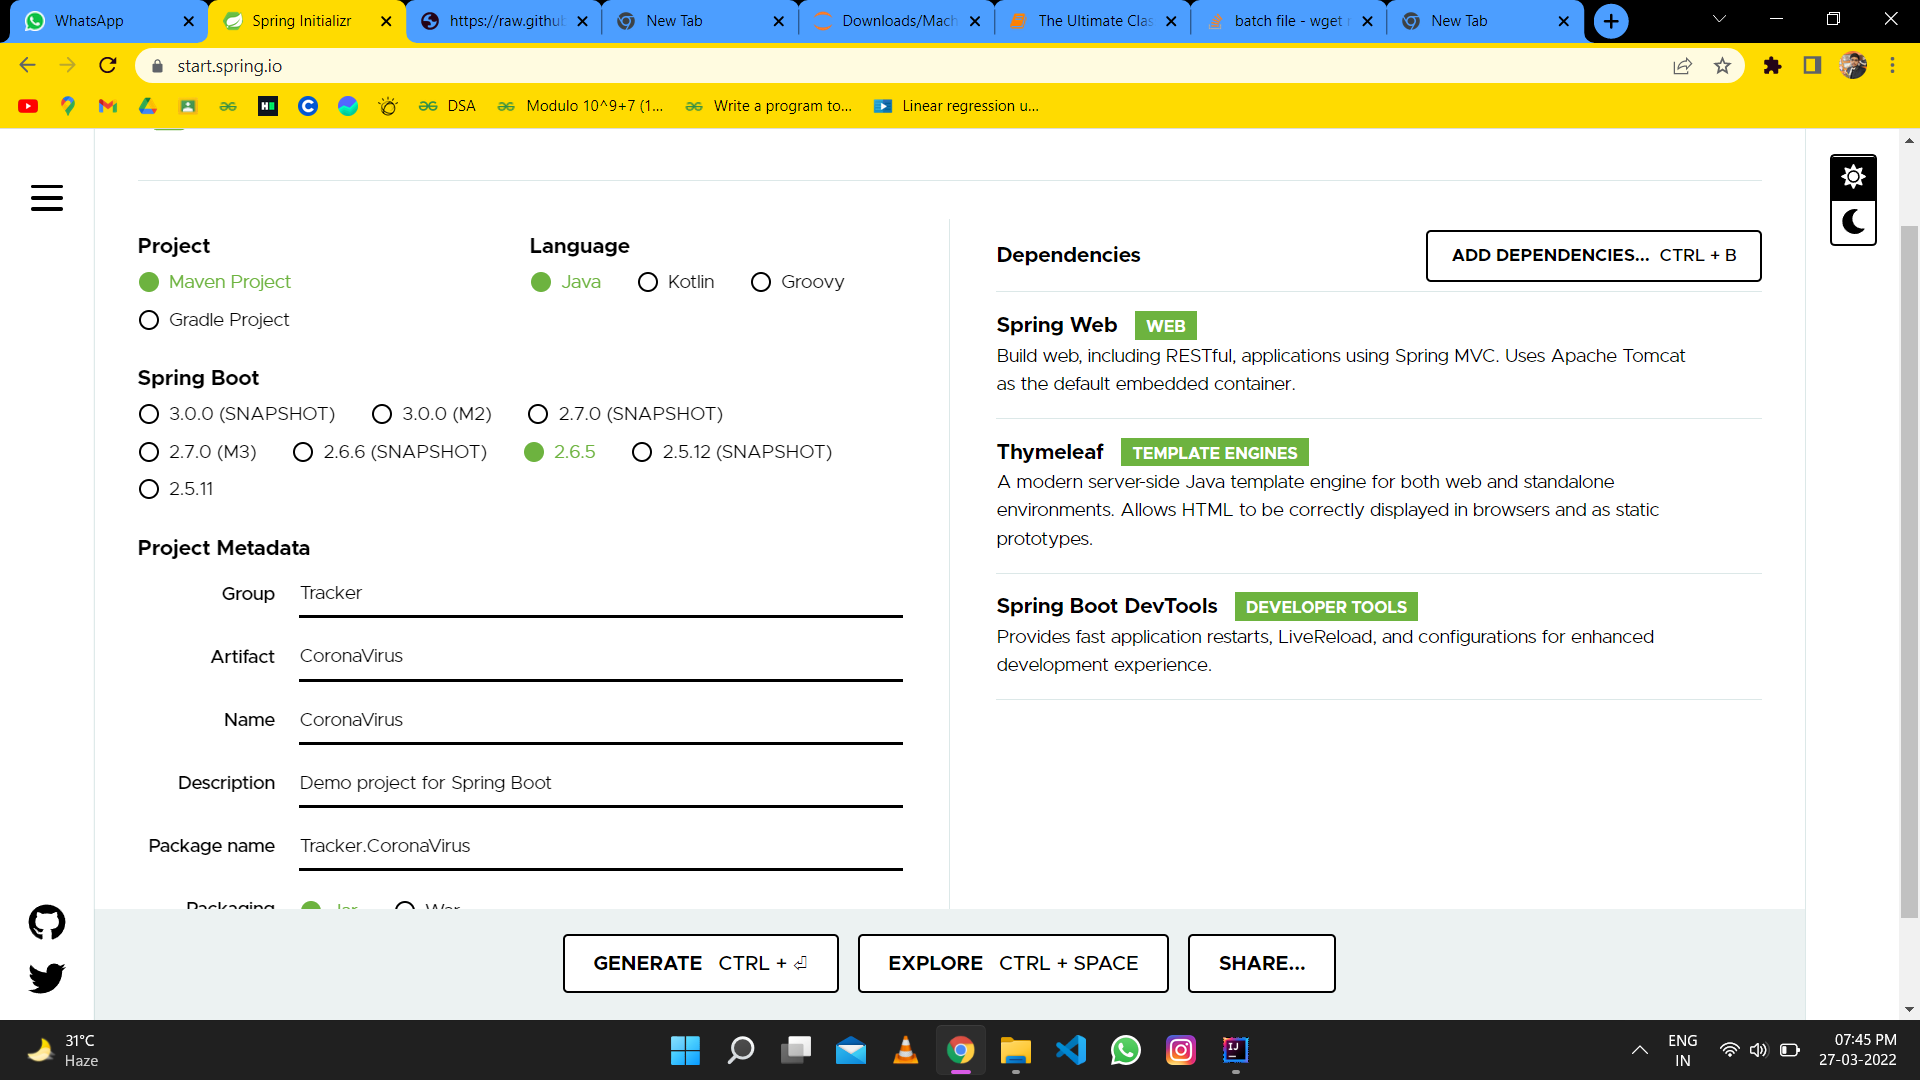 WhatsApp
Spring Initializr
https://raw.githu
New Tab
Downloads/Mach
The Ultimate Clas
batch file - wget r
New Tab
start.spring.io
DSA
Modulo 10^9+7 (1...
Write a program to...
Linear regression u...
Project
Maven Project
Gradle Project
Language
Java Kotlin Groovy
Spring Boot
3.0.0 (SNAPSHOT) 3.0.0 (M2) 2.7.0 (SNAPSHOT)
2.7.0 (M3) 2.6.6 (SNAPSHOT) 2.6.5 2.5.12 (SNAPSHOT)
2.5.11
Project Metadata
Group Tracker
Artifact CoronaVirus
Name CoronaVirus
Description Demo project for Spring Boot
Package name Tracker.CoronaVirus
Packaging Jar War
Dependencies
ADD DEPENDENCIES... CTRL + B
Spring Web WEB
Build web, including RESTful, applications using Spring MVC. Uses Apache Tomcat
as the default embedded container.
Thymeleaf TEMPLATE ENGINES
A modern server-side Java template engine for both web and standalone
environments. Allows HTML to be correctly displayed in browsers and as static
prototypes.
Spring Boot DevTools DEVELOPER TOOLS
Provides fast application restarts, LiveReload, and configurations for enhanced
development experience.
GENERATE CTRL + ⏎
EXPLORE CTRL + SPACE
SHARE...
31°C
Haze
ENG
IN
07:45 PM
27-03-2022